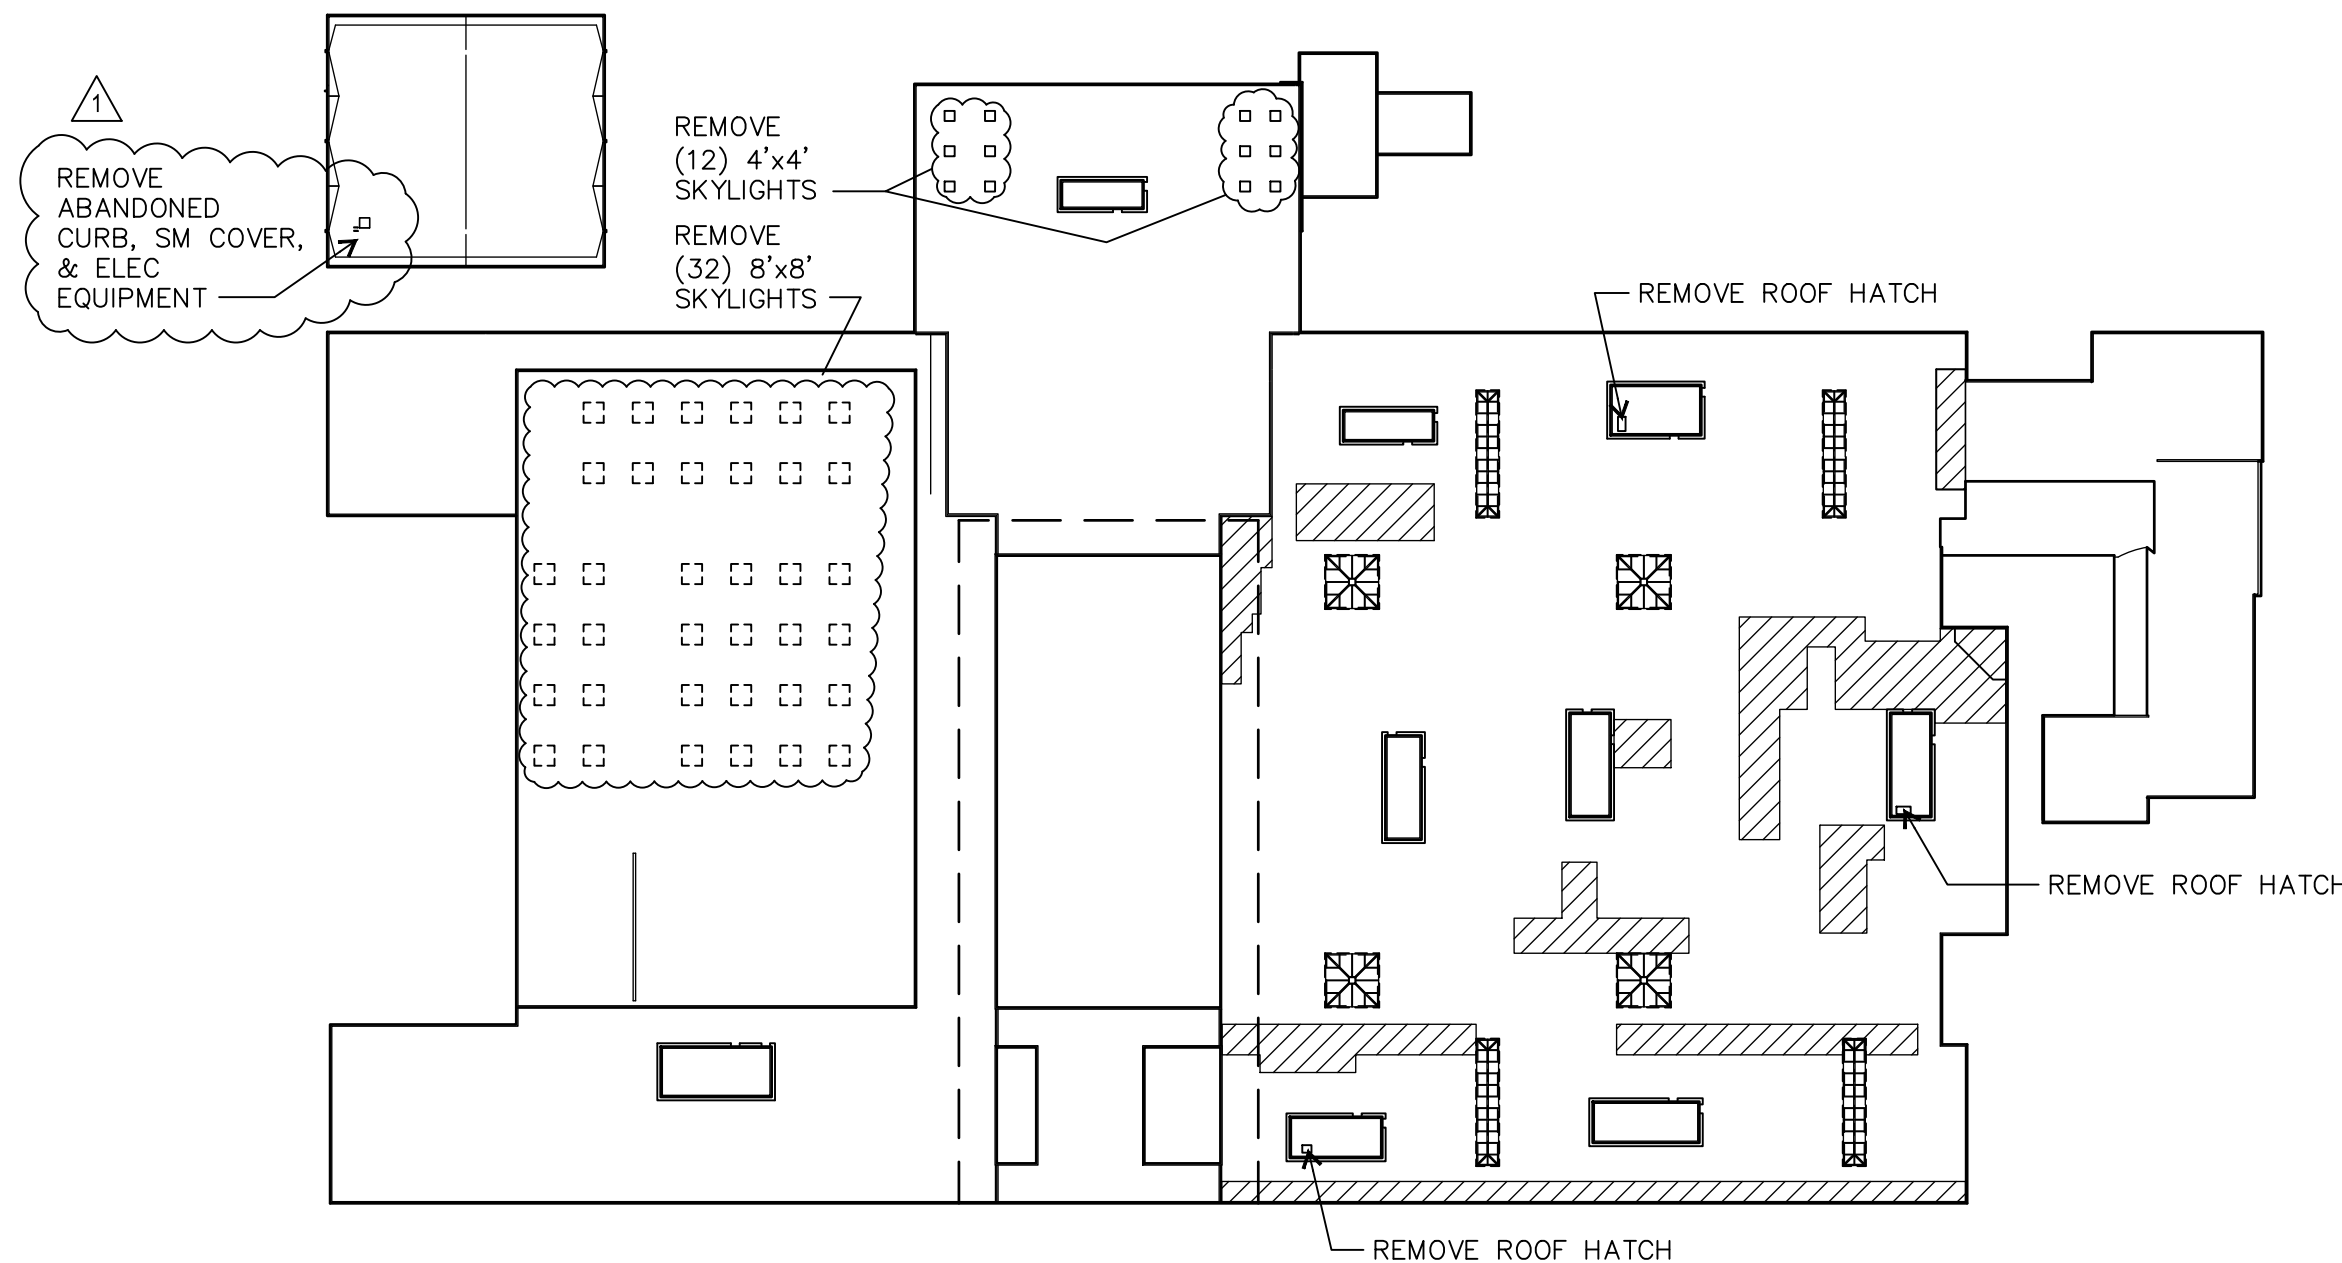 1
REMOVE
ABANDONED
CURB, SM COVER,
& ELEC
EQUIPMENT
REMOVE
(12) 4'x4'
SKYLIGHTS
REMOVE
(32) 8'x8'
SKYLIGHTS
REMOVE ROOF HATCH
REMOVE ROOF HATCH
REMOVE ROOF HATCH